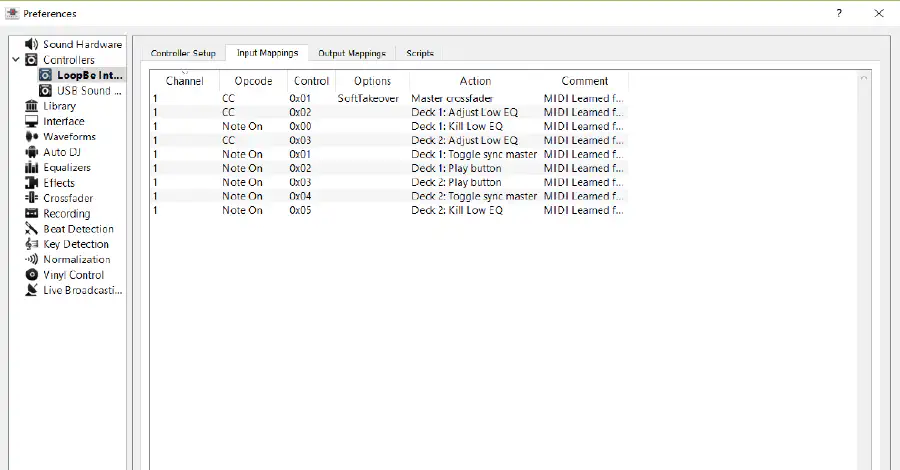 Preferences
? ×
Sound Hardware
Controllers
LoopBe Int...
USB Sound ...
Library
Interface
Waveforms
Auto DJ
Equalizers
Effects
Crossfader
Recording
Beat Detection
Key Detection
Normalization
Vinyl Control
Live Broadcasti...
Controller Setup Input Mappings Output Mappings Scripts
Channel Opcode Control Options Action Comment
1 CC 0x01 SoftTakeover Master crossfader MIDI Learned f...
1 CC 0x02 Deck 1: Adjust Low EQ MIDI Learned f...
1 Note On 0x00 Deck 1: Kill Low EQ MIDI Learned f...
1 CC 0x03 Deck 2: Adjust Low EQ MIDI Learned f...
1 Note On 0x01 Deck 1: Toggle sync master MIDI Learned f...
1 Note On 0x02 Deck 1: Play button MIDI Learned f...
1 Note On 0x03 Deck 2: Play button MIDI Learned f...
1 Note On 0x04 Deck 2: Toggle sync master MIDI Learned f...
1 Note On 0x05 Deck 2: Kill Low EQ MIDI Learned f...